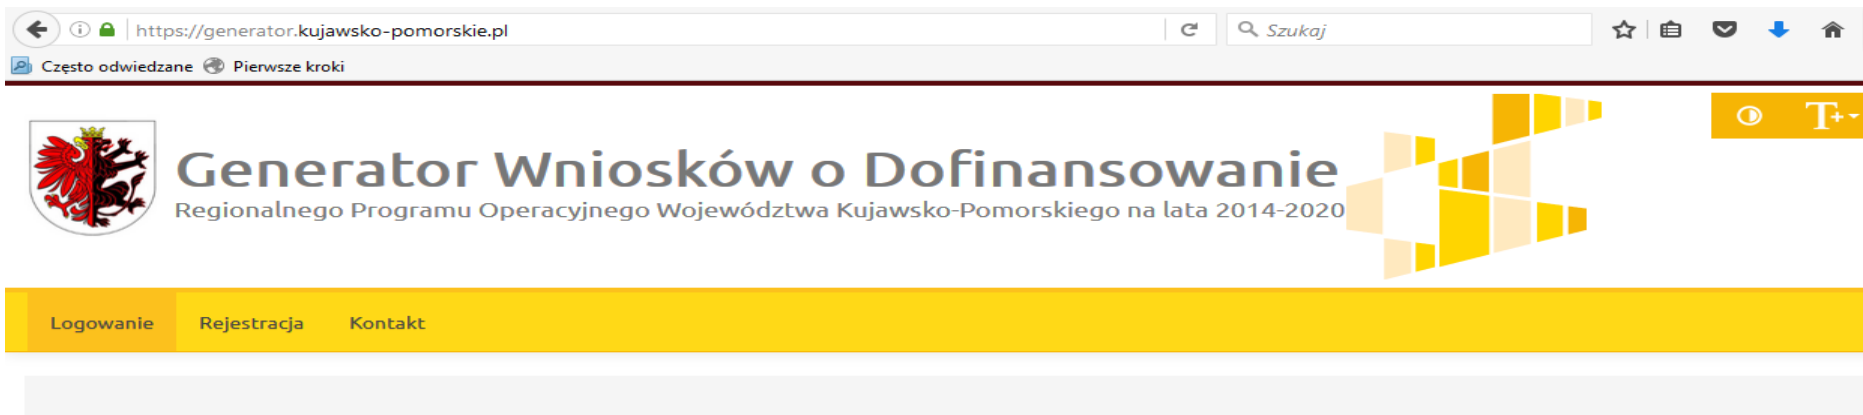 https://generator.kujawsko-pomorskie.pl Szukaj
Często odwiedzane Pierwsze kroki
T+
Generator Wniosków o Dofinansowanie
Regionalnego Programu Operacyjnego Województwa Kujawsko-Pomorskiego na lata 2014-2020
Logowanie Rejestracja Kontakt